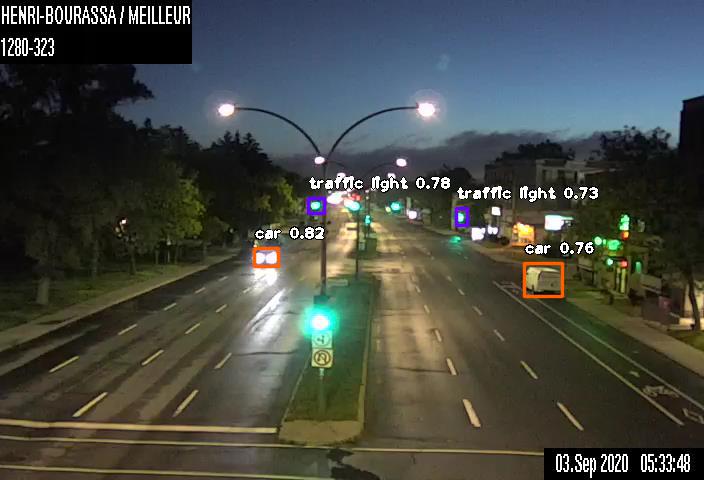 HENRI-BOURASSA / MEILLEUR
1280-323
traffic light 0.78
traffic light 0.73
car 0.82
car 0.76
03.Sep 2020 05:33:48